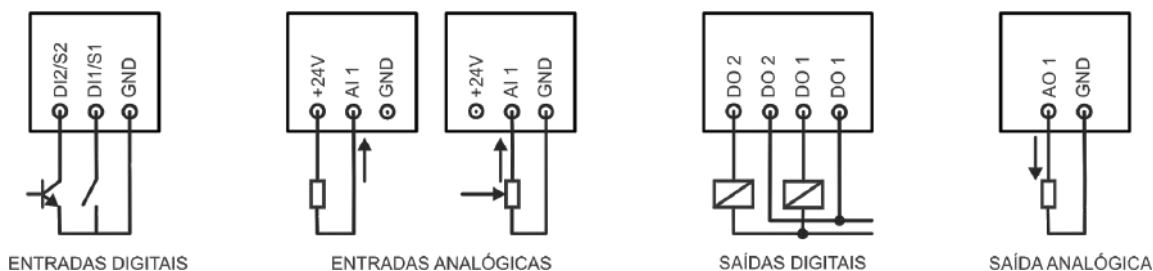 DI2/S2
DI1/S1
GND
+24V
AI 1
GND
+24V
AI 1
GND
DO 2
DO 2
DO 1
DO 1
AO 1
GND
ENTRADAS DIGITAIS
ENTRADAS ANALÓGICAS
SAÍDAS DIGITAIS
SAÍDA ANALÓGICA